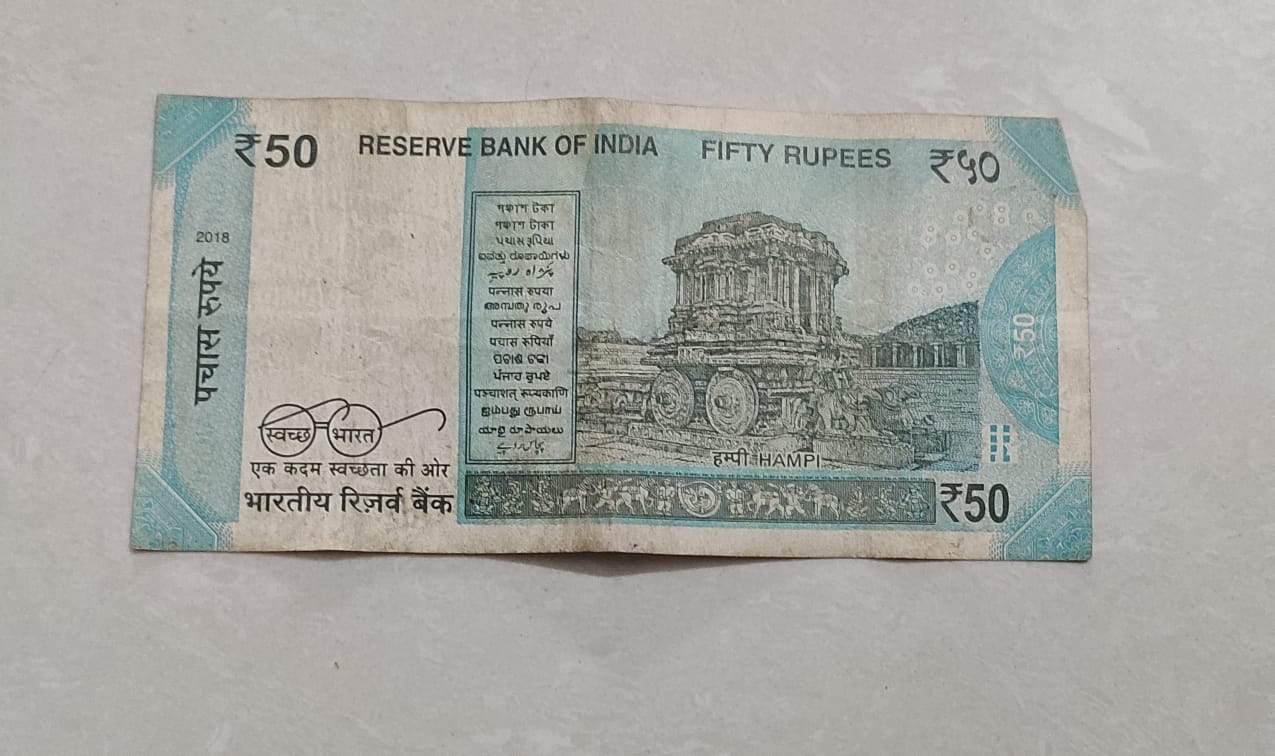 ₹50 RESERVE BANK OF INDIA FIFTY RUPEES ₹५०
2018
पचास रुपये
পঞ্চাশ টকা
পঞ্চাশ টাকা
પચાસ રૂપિયા
ಐವತ್ತು ರೂಪಾಯಿಗಳು
पन्नास रुपया
അമ്പതു രൂപ
पन्नास रुपये
पचास रुपियाँ
ପଚାଶ ଟଙ୍କା
ਪੰਜਾਹ ਰੁਪਏ
पञ्चाशत् रूप्यकाणि
ஐம்பது ரூபாய்
యాభై రూపాయలు
₹50
स्वच्छ भारत
एक कदम स्वच्छता की ओर
भारतीय रिज़र्व बैंक
हम्पी HAMPI
₹50